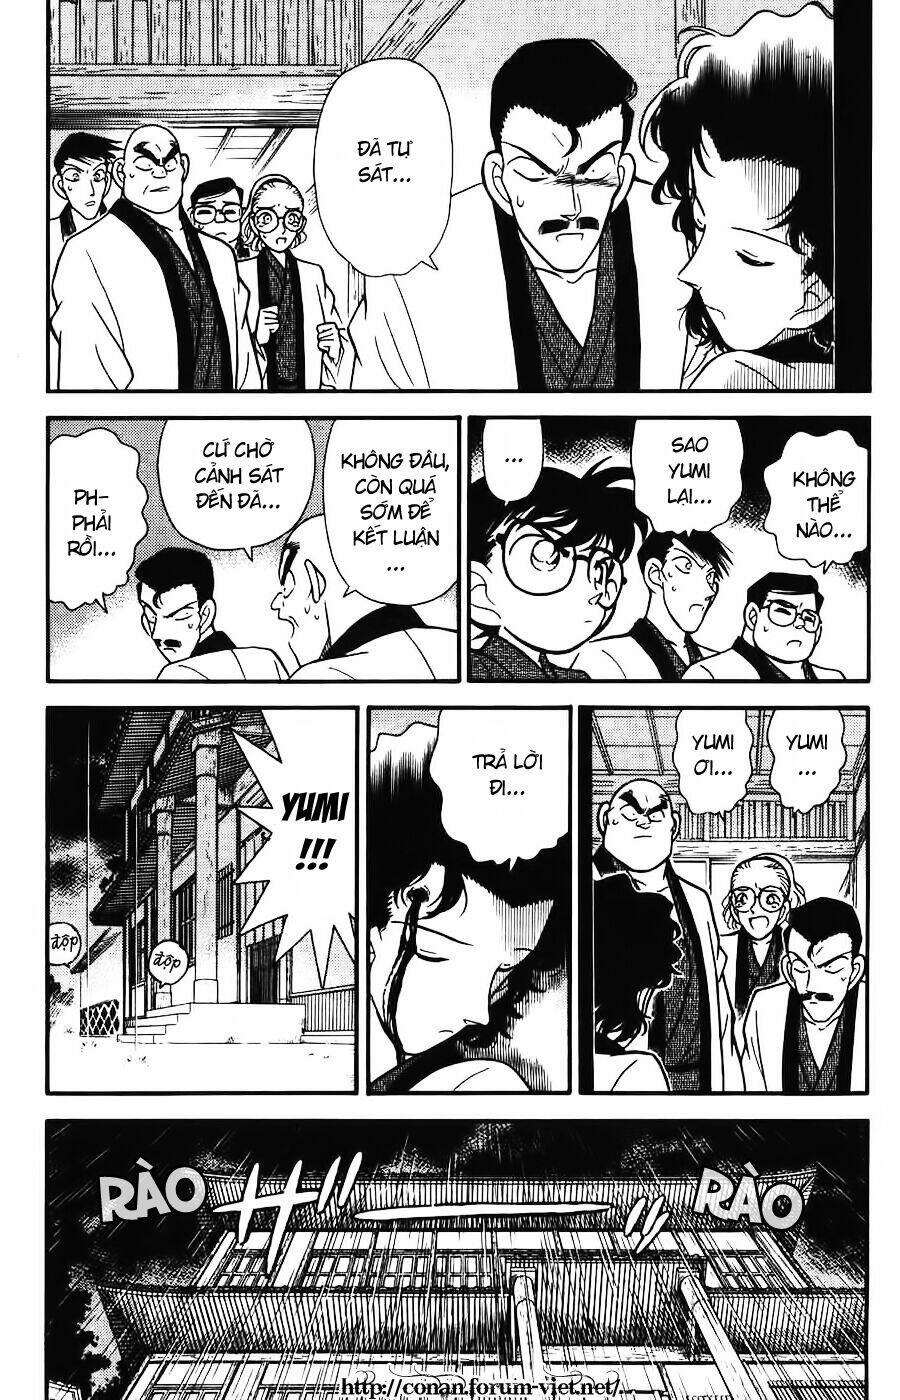 ĐÃ TỰ
SÁT...
KHÔNG
THỂ
NÀO...
SAO
YUMI
LẠI...
...
KHÔNG ĐÂU,
CÒN QUÁ
SỚM ĐỂ
KẾT LUẬN
...
CỨ CHỜ
CẢNH SÁT
ĐẾN ĐÃ...
PH-
PHẢI
RỒI...
YUMI
...
YUMI
ƠI...
TRẢ LỜI
ĐI...
YUMI
!!!
độp
độp
RÀO
ザー
RÀO
http://conan.forum-viet.net/